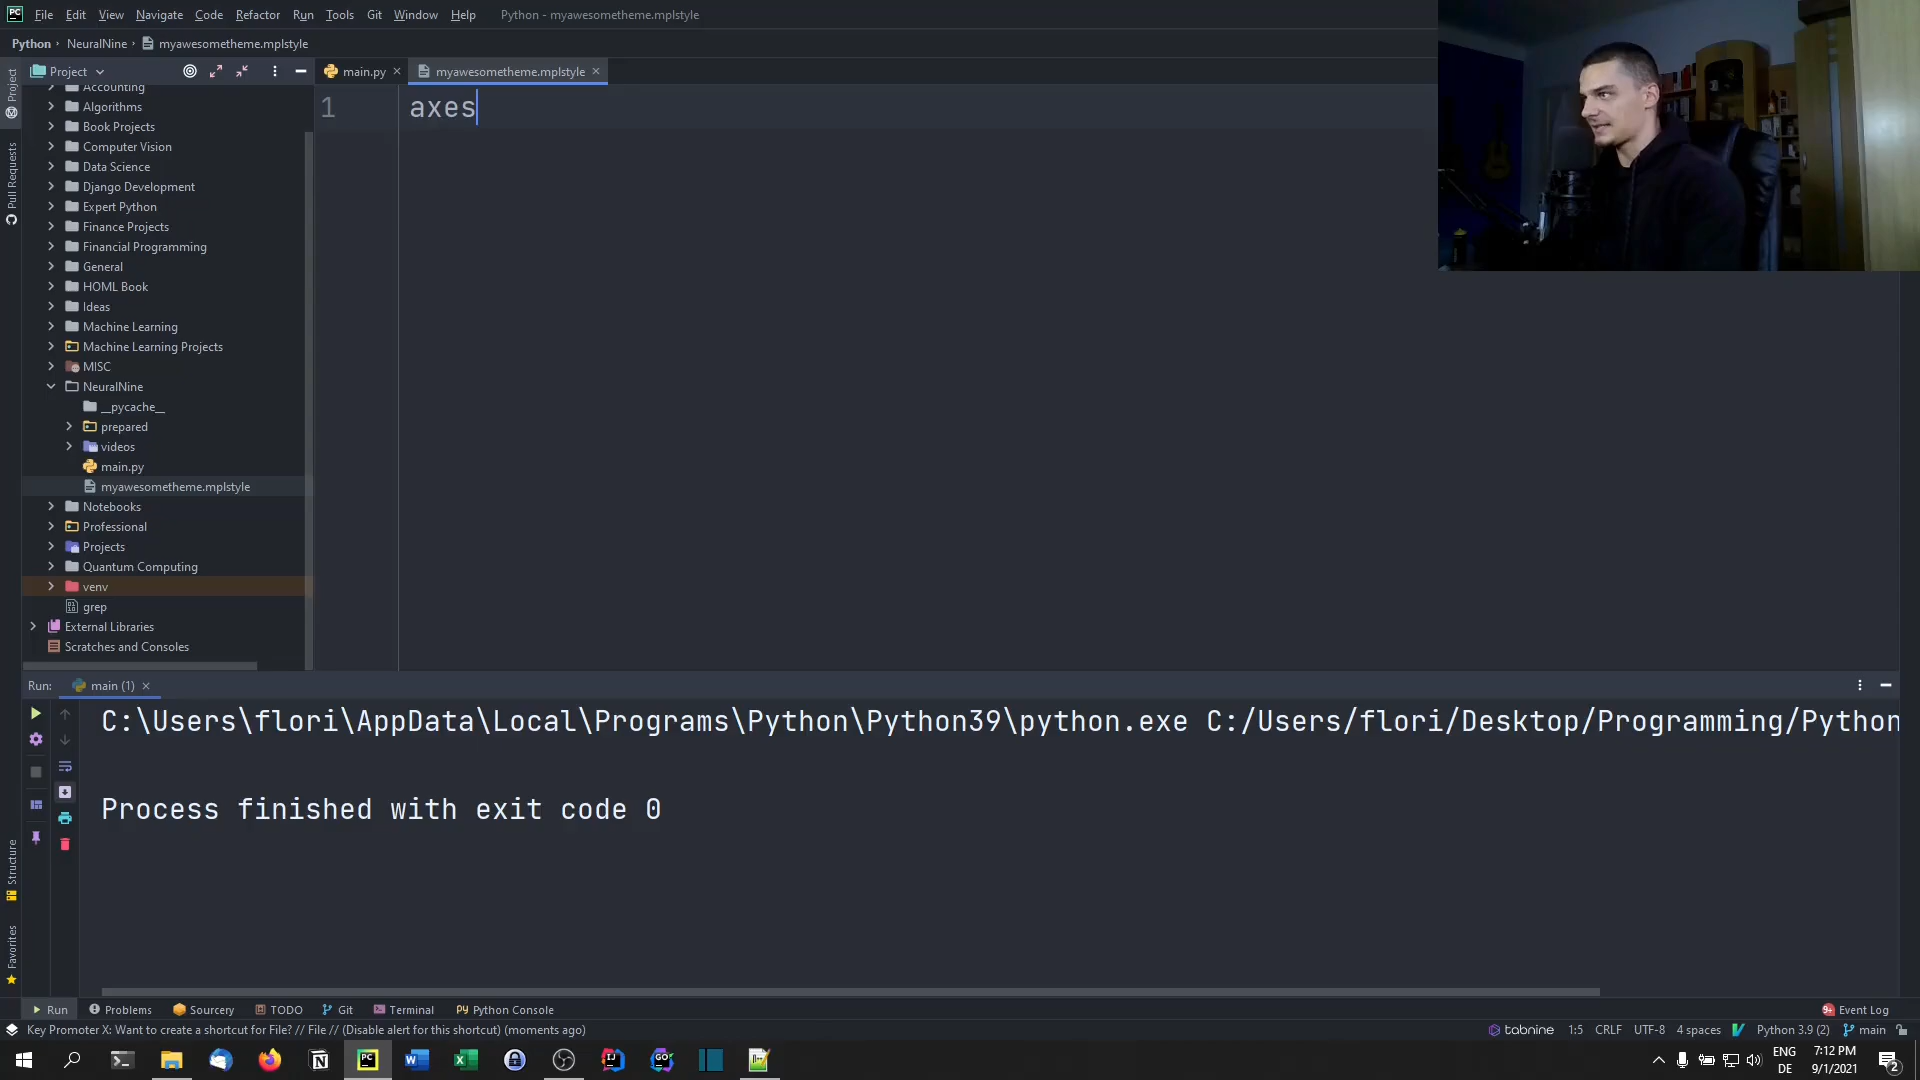 File Edit View Navigate Code Refactor Run Tools Git Window Help Python - myawesometheme.mplstyle
Python NeuralNine myawesometheme.mplstyle
Project main.py myawesometheme.mplstyle
Project
Pull Requests
Accounting
Algorithms
Book Projects
Computer Vision
Data Science
Django Development
Expert Python
Finance Projects
Financial Programming
General
HOML Book
Ideas
Machine Learning
Machine Learning Projects
MISC
NeuralNine
__pycache__
prepared
videos
main.py
myawesometheme.mplstyle
Notebooks
Professional
Projects
Quantum Computing
venv
grep
External Libraries
Scratches and Consoles
1 axes
Run: main (1)
C:\Users\flori\AppData\Local\Programs\Python\Python39\python.exe C:/Users/flori/Desktop/Programming/Python
Process finished with exit code 0
Structure
Favorites
Run Problems Sourcery TODO Git Terminal Python Console Event Log
Key Promoter X: Want to create a shortcut for File? // File // (Disable alert for this shortcut) (moments ago) tabnine 1:5 CRLF UTF-8 4 spaces Python 3.9 (2) main
ENG 7:12 PM
DE 9/1/2021 2